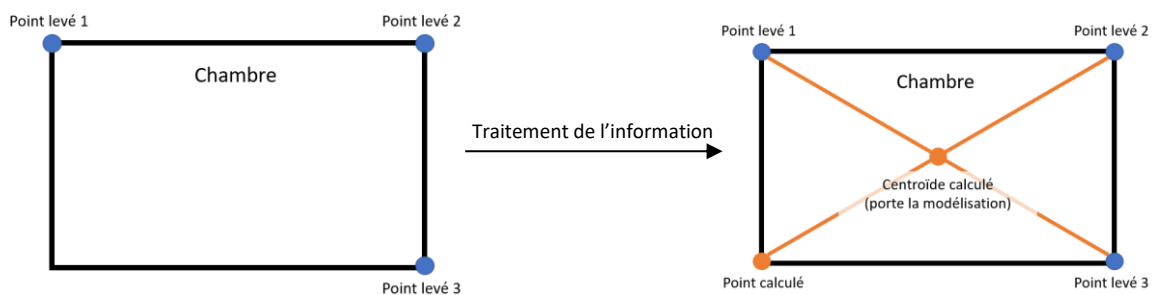 Point levé 1
Point levé 2
Chambre
Point levé 3
Traitement de l'information
Point levé 1
Point levé 2
Chambre
Centroïde calculé
(porte la modélisation)
Point calculé
Point levé 3